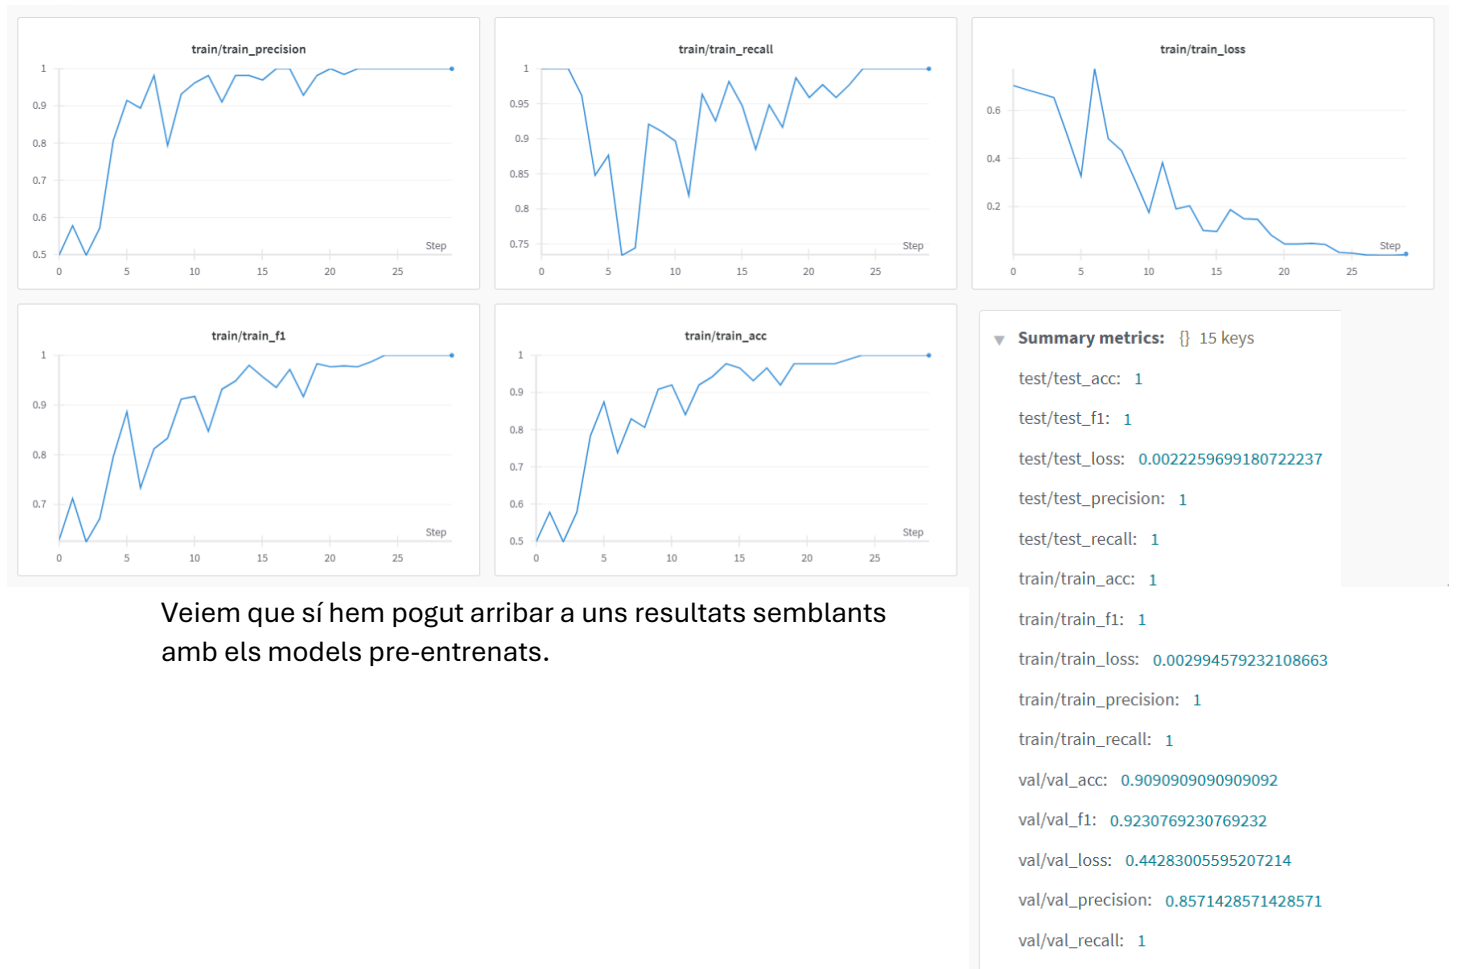 train/train_precision
1
0.9
0.8
0.7
0.6
0.5
Step
0 5 10 15 20 25
train/train_recall
1
0.95
0.9
0.85
0.8
0.75
Step
0 5 10 15 20 25
train/train_loss
0.6
0.4
0.2
Step
0 5 10 15 20 25
train/train_f1
1
0.9
0.8
0.7
Step
0 5 10 15 20 25
train/train_acc
1
0.9
0.8
0.7
0.6
0.5
Step
0 5 10 15 20 25
Summary metrics: {} 15 keys
test/test_acc: 1
test/test_f1: 1
test/test_loss: 0.0022259699180722237
test/test_precision: 1
test/test_recall: 1
train/train_acc: 1
train/train_f1: 1
train/train_loss: 0.002994579232108663
train/train_precision: 1
train/train_recall: 1
val/val_acc: 0.9090909090909092
val/val_f1: 0.9230769230769232
val/val_loss: 0.44283005595207214
val/val_precision: 0.8571428571428571
val/val_recall: 1
Veiem que sí hem pogut arribar a uns resultats semblants
amb els models pre-entrenats.